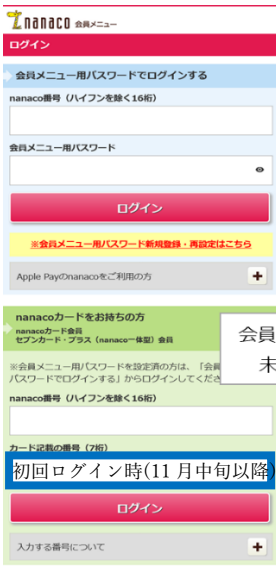 nanaco 会員メニュー
ログイン
会員メニュー用パスワードでログインする
nanaco番号（ハイフンを除く16桁）
会員メニュー用パスワード
ログイン
※会員メニュー用パスワード新規登録・再設定はこちら
Apple Payのnanacoをご利用の方
nanacoカードをお持ちの方
nanacoカード会員
セブンカード・プラス（nanaco一体型）会員
会員
未
※会員メニュー用パスワードを設定済の方は、「会員
パスワードでログインする」からログインしてくださ
nanaco番号（ハイフンを除く16桁）
カード記載の番号（7桁）
初回ログイン時(11月中旬以降)
ログイン
入力する番号について